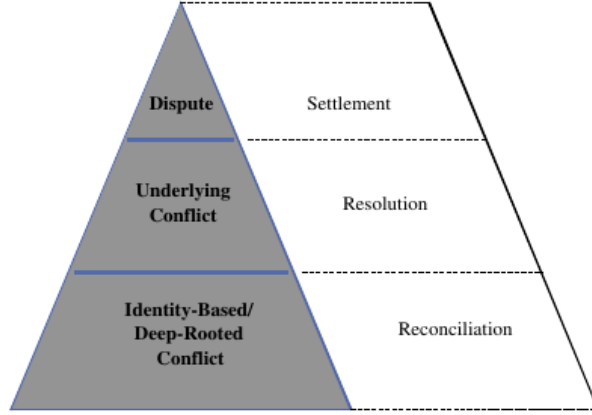 Dispute
Settlement
Underlying
Conflict
Resolution
Identity-Based/
Deep-Rooted
Conflict
Reconciliation